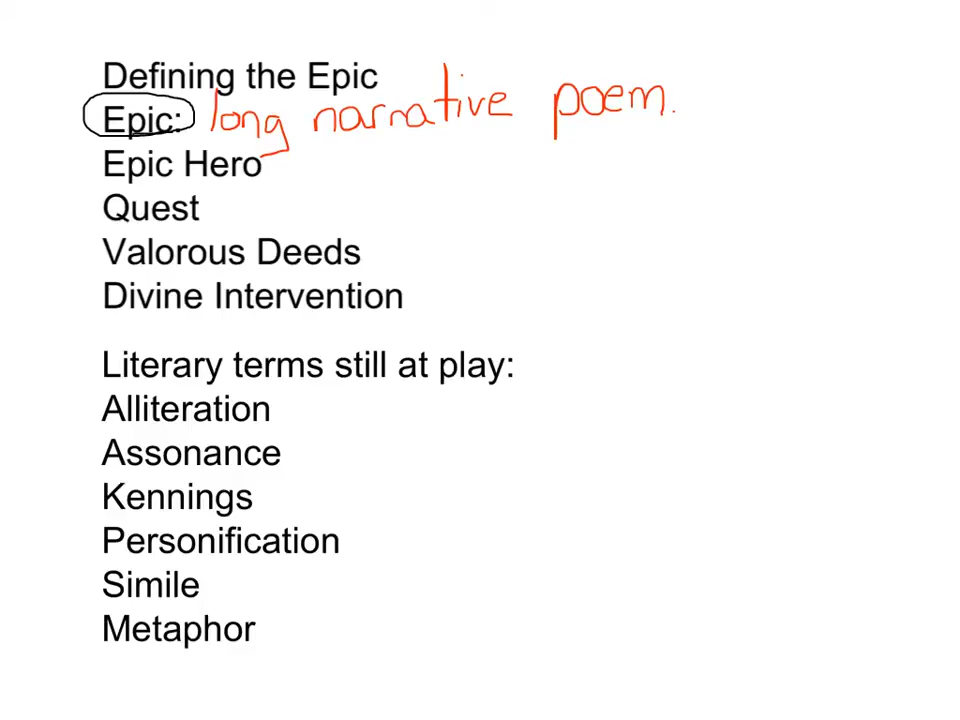 Defining the Epic
Epic: long narrative poem.
Epic Hero
Quest
Valorous Deeds
Divine Intervention
Literary terms still at play:
Alliteration
Assonance
Kennings
Personification
Simile
Metaphor